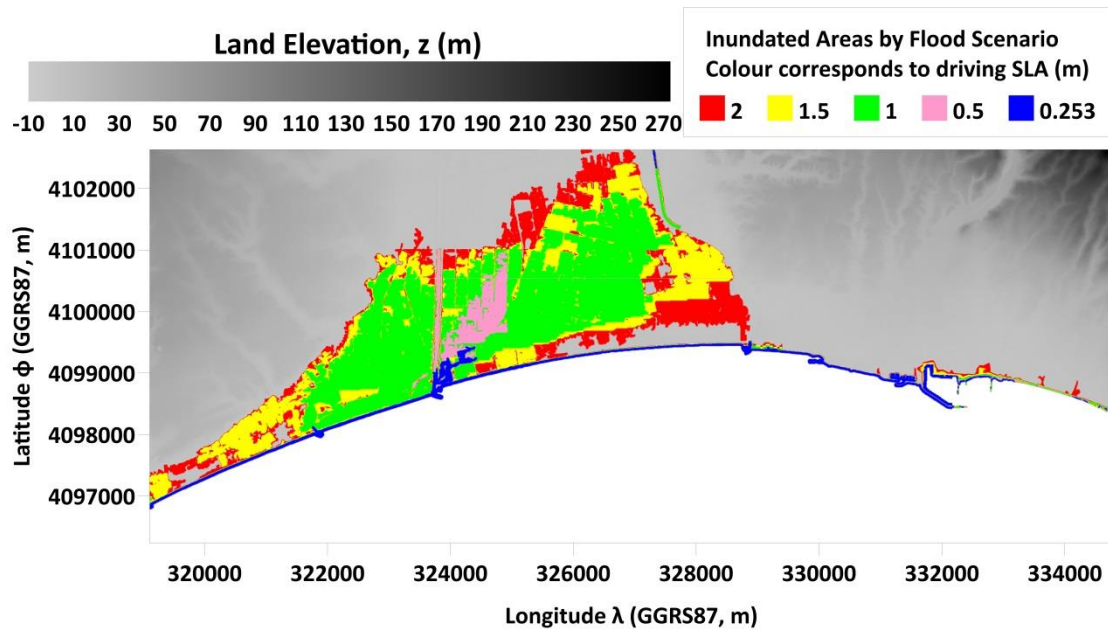 Land Elevation, z (m)
-10 10 30 50 70 90 110 130 150 170 190 210 230 250 270
Inundated Areas by Flood Scenario
Colour corresponds to driving SLA (m)
2 1.5 1 0.5 0.253
Latitude ϕ (GGRS87, m)
4102000
4101000
4100000
4099000
4098000
4097000
320000 322000 324000 326000 328000 330000 332000 334000
Longitude λ (GGRS87, m)